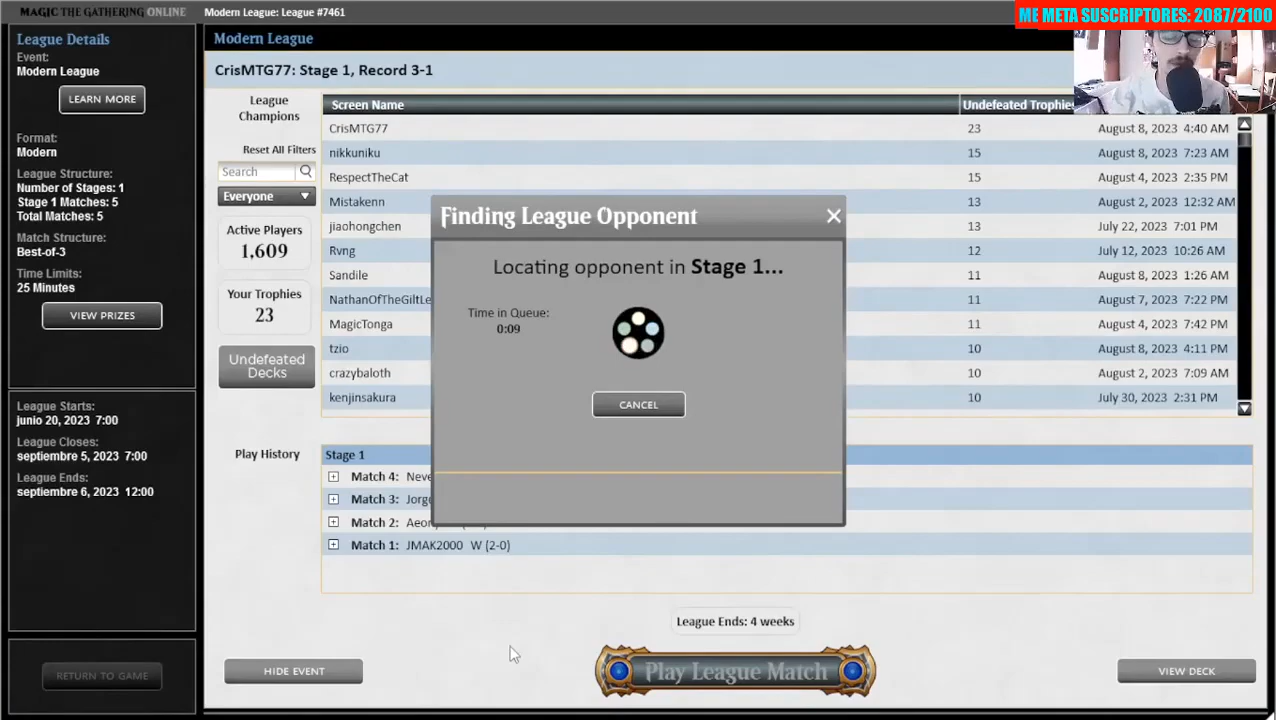 MAGIC THE GATHERING ONLINE
Modern League: League #7461
ME META SUSCRIPTORES: 2087/2100
League Details
Event:
Modern League
LEARN MORE
Format:
Modern
League Structure:
Number of Stages: 1
Stage 1 Matches: 5
Total Matches: 5
Match Structure:
Best-of-3
Time Limits:
25 Minutes
VIEW PRIZES
League Starts:
junio 20, 2023 7:00
League Closes:
septiembre 5, 2023 7:00
League Ends:
septiembre 6, 2023 12:00
RETURN TO GAME
Modern League
CrisMTG77: Stage 1, Record 3-1
League
Champions
Reset All Filters
Search
Everyone
Active Players
1,609
Your Trophies
23
Undefeated
Decks
Screen Name Undefeated Trophies
CrisMTG77 23 August 8, 2023 4:40 AM
nikkuniku 15 August 8, 2023 7:23 AM
RespectTheCat 15 August 4, 2023 2:35 PM
Mistakenn 13 August 2, 2023 12:32 AM
jiaohongchen 13 July 22, 2023 7:01 PM
Rvng 12 July 12, 2023 10:26 AM
Sandile 11 August 8, 2023 1:26 AM
NathanOfTheGiltLe 11 August 8, 2023 7:22 PM
MagicTonga 11 August 4, 2023 7:42 PM
tzio 10 August 8, 2023 4:11 PM
crazybaloth 10 August 2, 2023 7:09 AM
kenjinsakura 10 July 30, 2023 2:31 PM
Finding League Opponent
Locating opponent in Stage 1...
Time in Queue:
0:09
CANCEL
Play History
Stage 1
Match 4: Neve
Match 3: Jorg
Match 2:
Match 1: JMAK2000 W (2-0)
League Ends: 4 weeks
HIDE EVENT
Play League Match
VIEW DECK